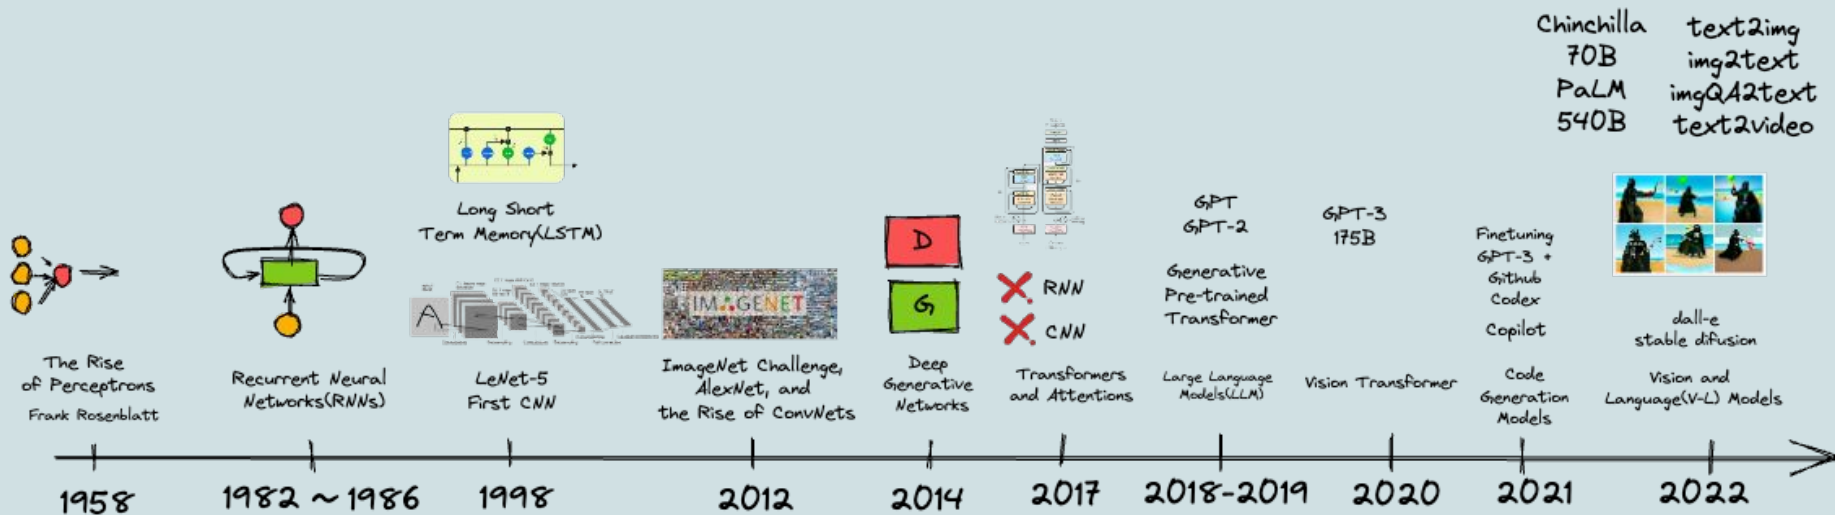 Chinchilla
70B
PaLM
540B
text2img
img2text
imgQA2text
text2video
Long Short
Term Memory(LSTM)
A
IMAGENET
D
G
RNN
CNN
GPT
GPT-2
Generative
Pre-trained
Transformer
GPT-3
175B
Finetuning
GPT-3 +
Github
Codex
Copilot
dall-e
stable difusion
The Rise
of Perceptrons
Frank Rosenblatt
Recurrent Neural
Networks(RNNs)
LeNet-5
First CNN
ImageNet Challenge,
AlexNet, and
the Rise of ConvNets
Deep
Generative
Networks
Transformers
and Attentions
Large Language
Models(LLM)
Vision Transformer
Code
Generation
Models
Vision and
Language(V-L) Models
1958
1982 ~ 1986
1998
2012
2014
2017
2018-2019
2020
2021
2022